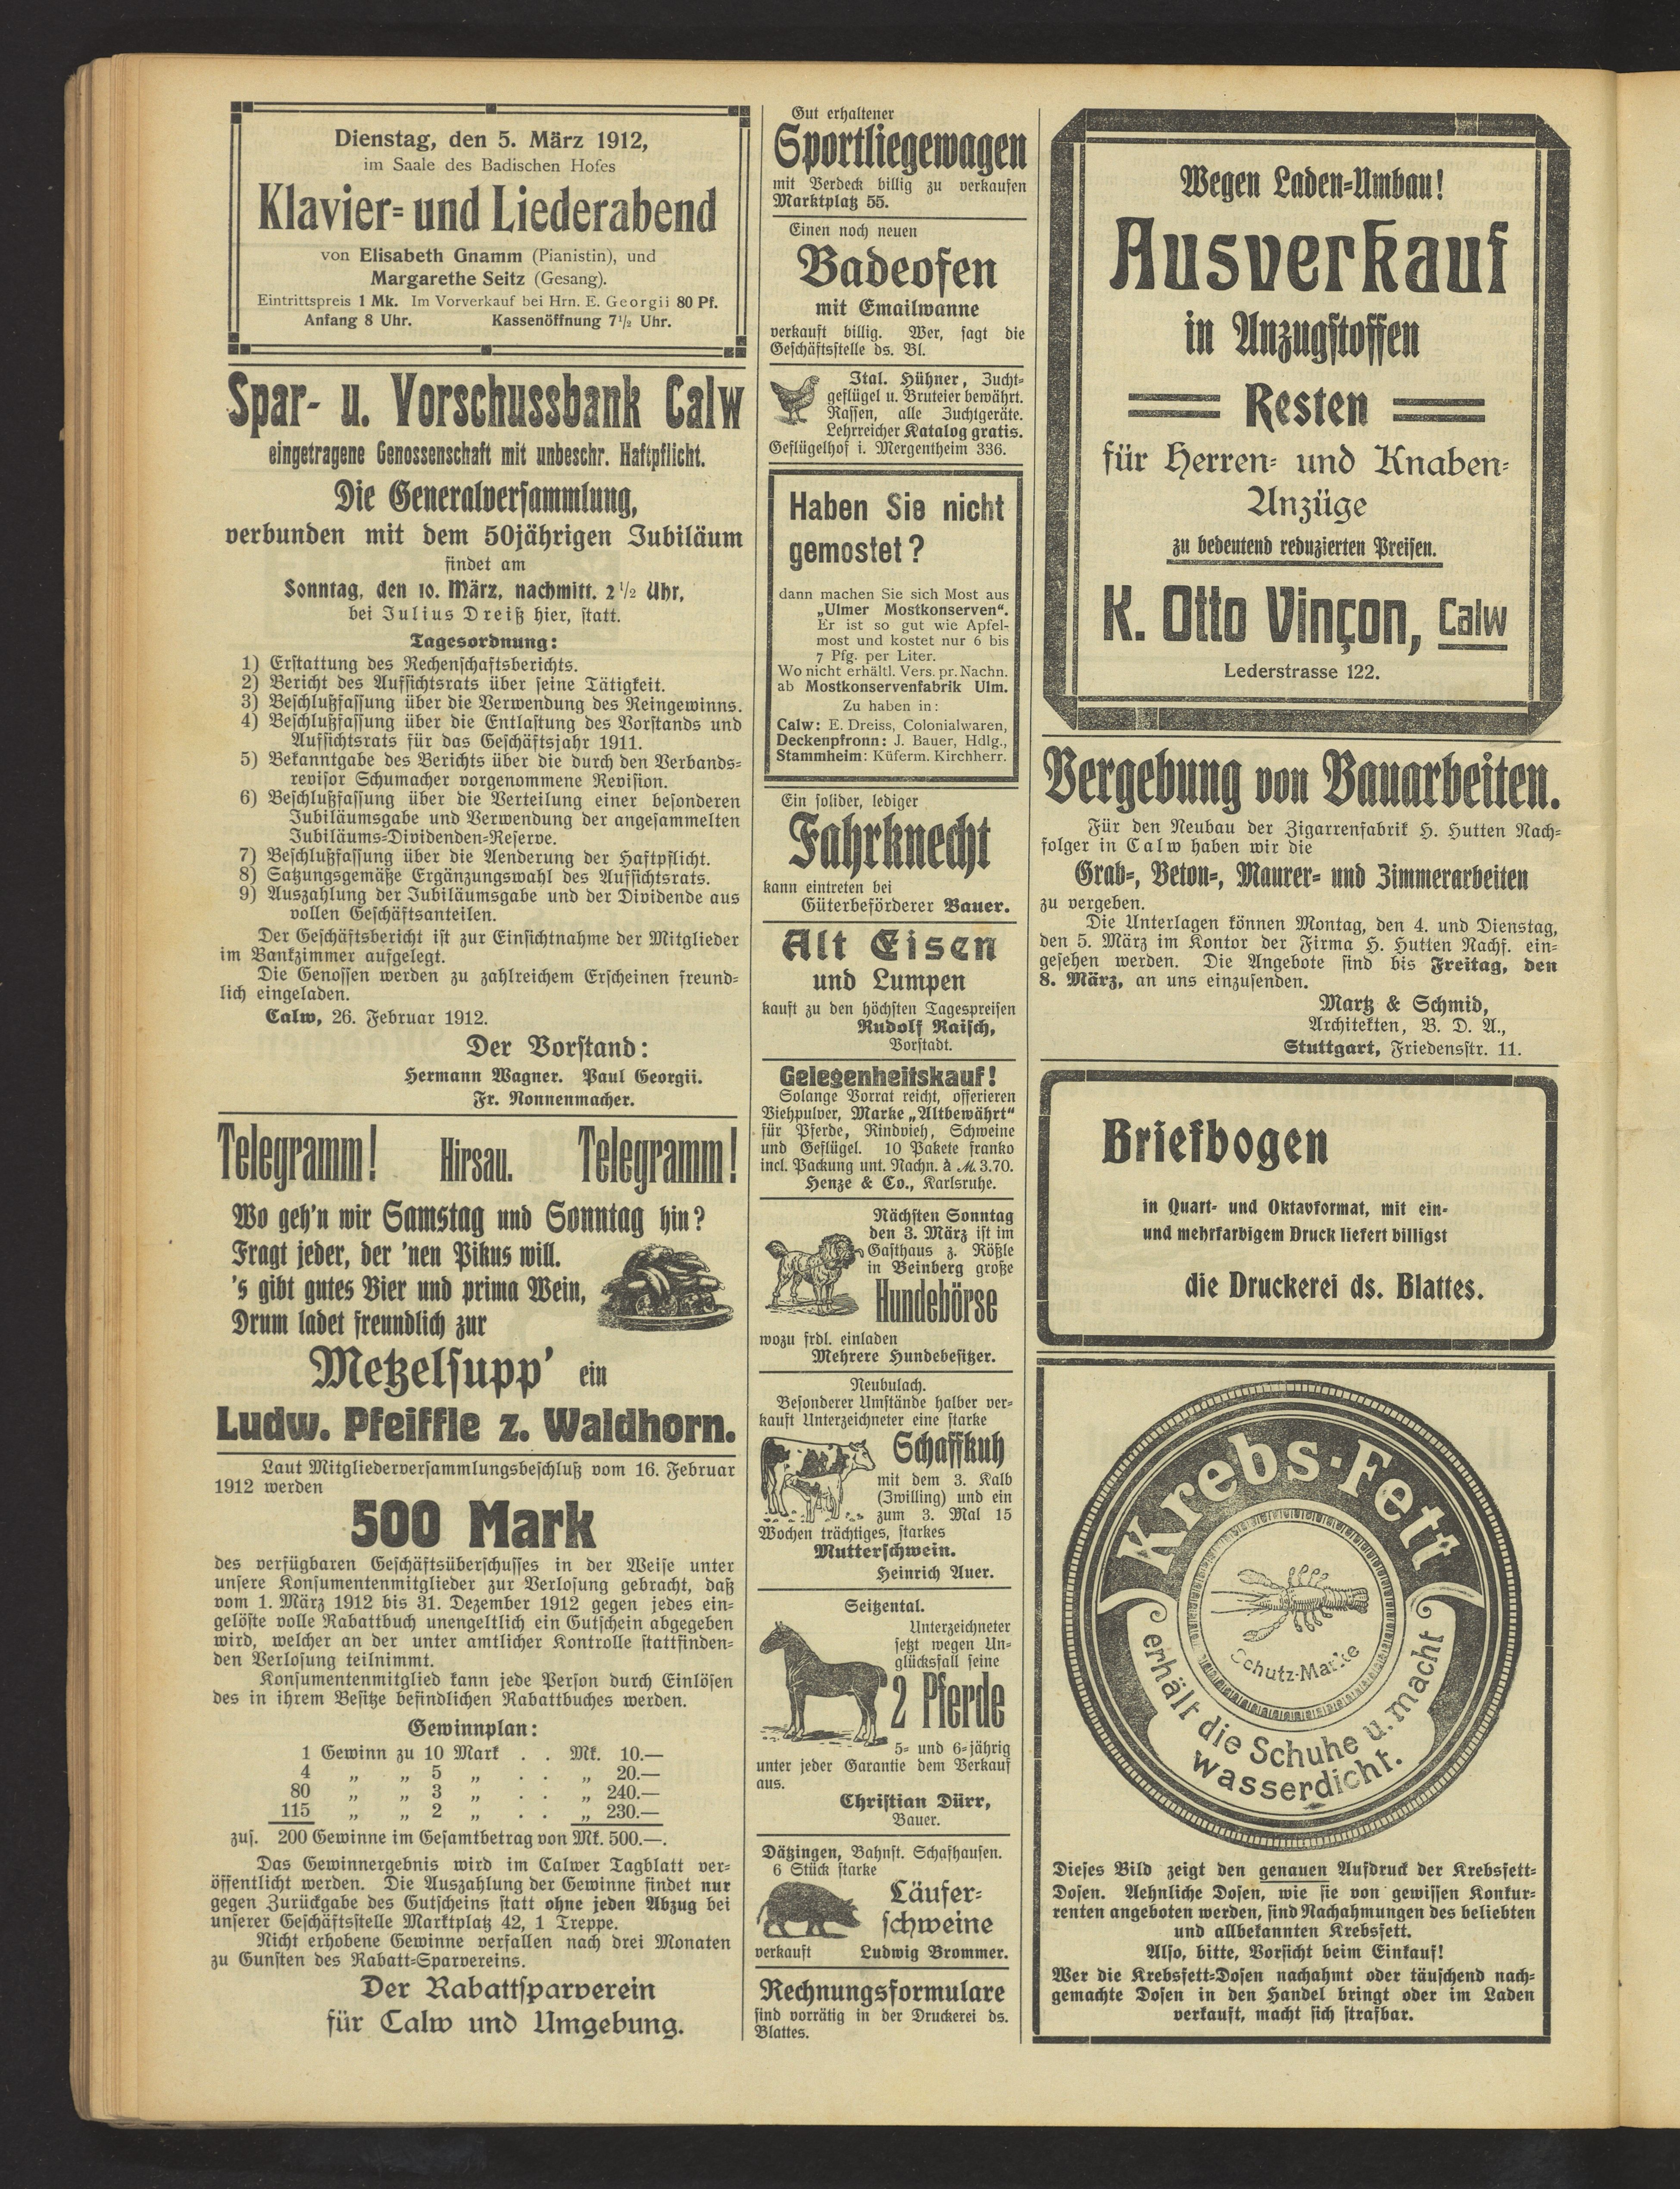 Dienstag, den 5. März 1912,
im Saale des Badischen Hofes
Klavier- und Liederabend
von Elisabeth Gnamm (Pianistin), und
Margarethe Seitz (Gesang).
Eintrittspreis 1 Mk. Im Vorverkauf bei Hrn. E. Georgii 80 Pf.
Anfang 8 Uhr. Kassenöffnung 7 1/2 Uhr.
Spar- u. Vorschussbank Calw
eingetragene Genossenschaft mit unbeschr. Haftpflicht.
Die Generalversammlung,
verbunden mit dem 50jährigen Jubiläum
findet am
Sonntag, den 10. März, nachmitt. 2 1/2 Uhr,
bei Julius Dreiß hier, statt.
Tagesordnung:
1) Erstattung des Rechenschaftsberichts.
2) Bericht des Aufsichtsrats über seine Tätigkeit.
3) Beschlußfassung über die Verwendung des Reingewinns.
4) Beschlußfassung über die Entlastung des Vorstands und
Aufsichtsrats für das Geschäftsjahr 1911.
5) Bekanntgabe des Berichts über die durch den Verbands-
revisor Schumacher vorgenommene Revision.
6) Beschlußfassung über die Verteilung einer besonderen
Jubiläumsgabe und Verwendung der angesammelten
Jubiläums-Dividenden-Reserve.
7) Beschlußfassung über die Aenderung der Haftpflicht.
8) Satzungsgemäße Ergänzungswahl des Aufsichtsrats.
9) Auszahlung der Jubiläumsgabe und der Dividende aus
vollen Geschäftsanteilen.
Der Geschäftsbericht ist zur Einsichtnahme der Mitglieder
im Bankzimmer aufgelegt.
Die Genossen werden zu zahlreichem Erscheinen freund-
lich eingeladen.
Calw, 26. Februar 1912.
Der Vorstand:
Hermann Wagner. Paul Georgii.
Fr. Nonnenmacher.
Telegramm! Hirsau. Telegramm!
Wo geh'n wir Samstag und Sonntag hin?
Fragt jeder, der 'nen Pikus will.
's gibt gutes Bier und prima Wein,
Drum ladet freundlich zur
Metzelsupp' ein
Ludw. Pfeiffle z. Waldhorn.
Laut Mitgliederversammlungsbeschluß vom 16. Februar
1912 werden
500 Mark
des verfügbaren Geschäftsüberschusses in der Weise unter
unsere Konsumentenmitglieder zur Verlosung gebracht, daß
vom 1. März 1912 bis 31. Dezember 1912 gegen jedes ein-
gelöste volle Rabattbuch unengeltlich ein Gutschein abgegeben
wird, welcher an der unter amtlicher Kontrolle stattfinden-
den Verlosung teilnimmt.
Konsumentenmitglied kann jede Person durch Einlösen
des in ihrem Besitze befindlichen Rabattbuches werden.
Gewinnplan:
1 Gewinn zu 10 Mark . . Mk. 10.—
4 „ „ 5 „ . . „ 20.—
80 „ „ 3 „ . . „ 240.—
115 „ „ 2 „ . . „ 230.—
zus. 200 Gewinne im Gesamtbetrag von Mk. 500.—.
Das Gewinnergebnis wird im Calwer Tagblatt ver-
öffentlicht werden. Die Auszahlung der Gewinne findet nur
gegen Zurückgabe des Gutscheins statt ohne jeden Abzug bei
unserer Geschäftsstelle Marktplatz 42, 1 Treppe.
Nicht erhobene Gewinne verfallen nach drei Monaten
zu Gunsten des Rabatt-Sparvereins.
Der Rabattsparverein
für Calw und Umgebung.
Gut erhaltener
Sportliegewagen
mit Verdeck billig zu verkaufen
Marktplatz 55.
Einen noch neuen
Badeofen
mit Emailwanne
verkauft billig. Wer, sagt die
Geschäftsstelle ds. Bl.
Ital. Hühner, Zucht-
geflügel u. Bruteier bewährt.
Rassen, alle Zuchtgeräte.
Lehrreicher Katalog gratis.
Geflügelhof i. Mergentheim 336.
Haben Sie nicht
gemostet?
dann machen Sie sich Most aus
„Ulmer Mostkonserven“.
Er ist so gut wie Apfel-
most und kostet nur 6 bis
7 Pfg. per Liter.
Wo nicht erhältl. Vers. pr. Nachn.
ab Mostkonservenfabrik Ulm.
Zu haben in:
Calw: E. Dreiss, Colonialwaren,
Deckenpfronn: J. Bauer, Hdlg.,
Stammheim: Küferm. Kirchherr.
Ein solider, lediger
Fahrknecht
kann eintreten bei
Güterbeförderer Bauer.
Alt Eisen
und Lumpen
kauft zu den höchsten Tagespreisen
Rudolf Raisch,
Vorstadt.
Gelegenheitskauf!
Solange Vorrat reicht, offerieren
Viehpulver, Marke „Altbewährt“
für Pferde, Rindvieh, Schweine
und Geflügel. 10 Pakete franko
incl. Packung unt. Nachn. à M. 3.70.
Henze & Co., Karlsruhe.
Nächsten Sonntag
den 3. März ist im
Gasthaus z. Rößle
in Beinberg große
Hundebörse
wozu frdl. einladen
Mehrere Hundebesitzer.
Neubulach.
Besonderer Umstände halber ver-
kauft Unterzeichneter eine starke
Schaffkuh
mit dem 3. Kalb
(Zwilling) und ein
zum 3. Mal 15
Wochen trächtiges, starkes
Mutterschwein.
Heinrich Auer.
Seitzental.
Unterzeichneter
setzt wegen Un-
glücksfall seine
2 Pferde
5- und 6-jährig
unter jeder Garantie dem Verkauf
aus.
Christian Dürr,
Bauer.
Dätzingen, Bahnst. Schafhausen.
6 Stück starke
Läufer-
schweine
verkauft Ludwig Brommer.
Rechnungsformulare
sind vorrätig in der Druckerei ds.
Blattes.
Wegen Laden-Umbau!
Ausverkauf
in Anzugstoffen
Resten
für Herren- und Knaben-
Anzüge
zu bedeutend reduzierten Preisen.
K. Otto Vinçon, Calw
Lederstrasse 122.
Vergebung von Bauarbeiten.
Für den Neubau der Zigarrenfabrik H. Hutten Nach-
folger in Calw haben wir die
Grab-, Beton-, Maurer- und Zimmerarbeiten
zu vergeben.
Die Unterlagen können Montag, den 4. und Dienstag,
den 5. März im Kontor der Firma H. Hutten Nachf. ein-
gesehen werden. Die Angebote sind bis Freitag, den
8. März, an uns einzusenden.
Martz & Schmid,
Architekten, B. D. A.,
Stuttgart, Friedensstr. 11.
Briefbogen
in Quart- und Oktavformat, mit ein-
und mehrfarbigem Druck liefert billigst
die Druckerei ds. Blattes.
Krebs-Fett
Schutz-Marke
erhält die Schuhe u. macht
wasserdicht.
Dieses Bild zeigt den genauen Aufdruck der Krebsfett-
Dosen. Aehnliche Dosen, wie sie von gewissen Konkur-
renten angeboten werden, sind Nachahmungen des beliebten
und allbekannten Krebsfett.
Also, bitte, Vorsicht beim Einkauf!
Wer die Krebsfett-Dosen nachahmt oder täuschend nach-
gemachte Dosen in den Handel bringt oder im Laden
verkauft, macht sich strafbar.